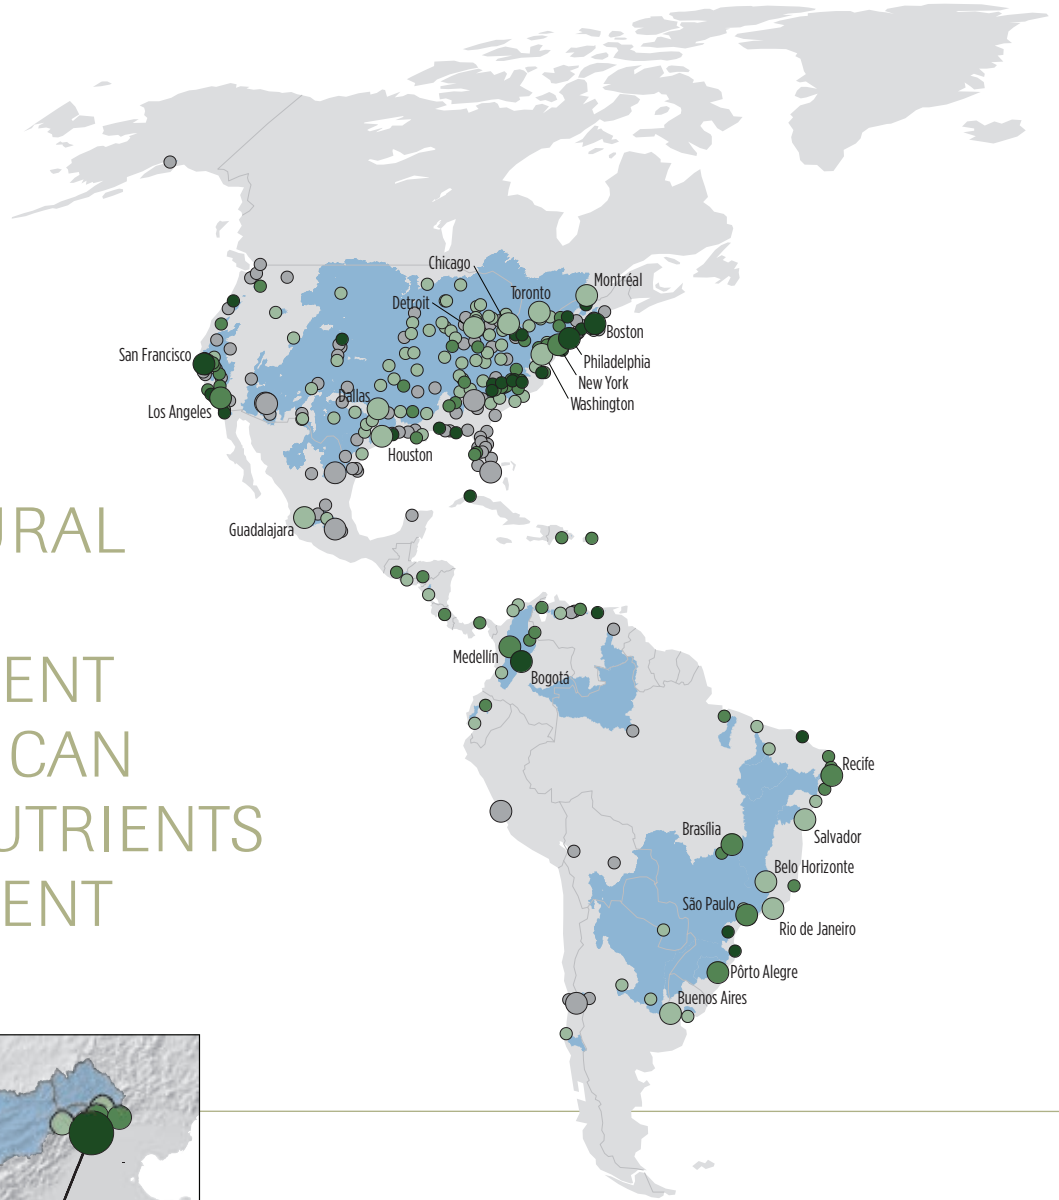 Chicago
Montréal
Toronto
Detroit
Boston
San Francisco
Philadelphia
New York
Dallas
Washington
Los Angeles
Houston
URAL
Guadalajara
ENT
Medellín
Bogotá
CAN
Recife
UTRIENTS
Brasília
Salvador
Belo Horizonte
ENT
São Paulo
Rio de Janeiro
Pôrto Alegre
Buenos Aires